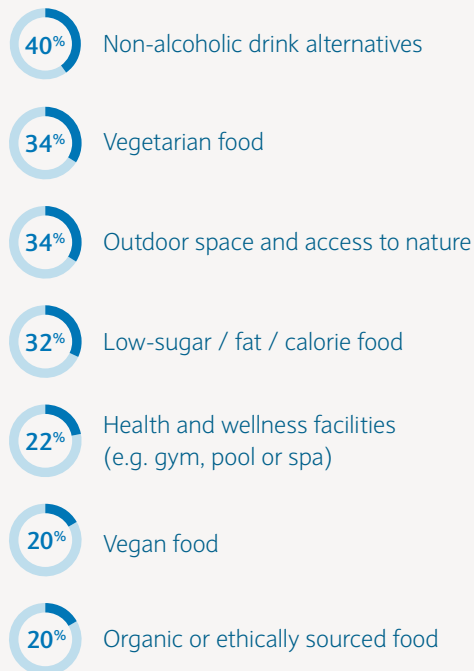 40% Non-alcoholic drink alternatives
34% Vegetarian food
34% Outdoor space and access to nature
32% Low-sugar / fat / calorie food
22% Health and wellness facilities
(e.g. gym, pool or spa)
20% Vegan food
20% Organic or ethically sourced food